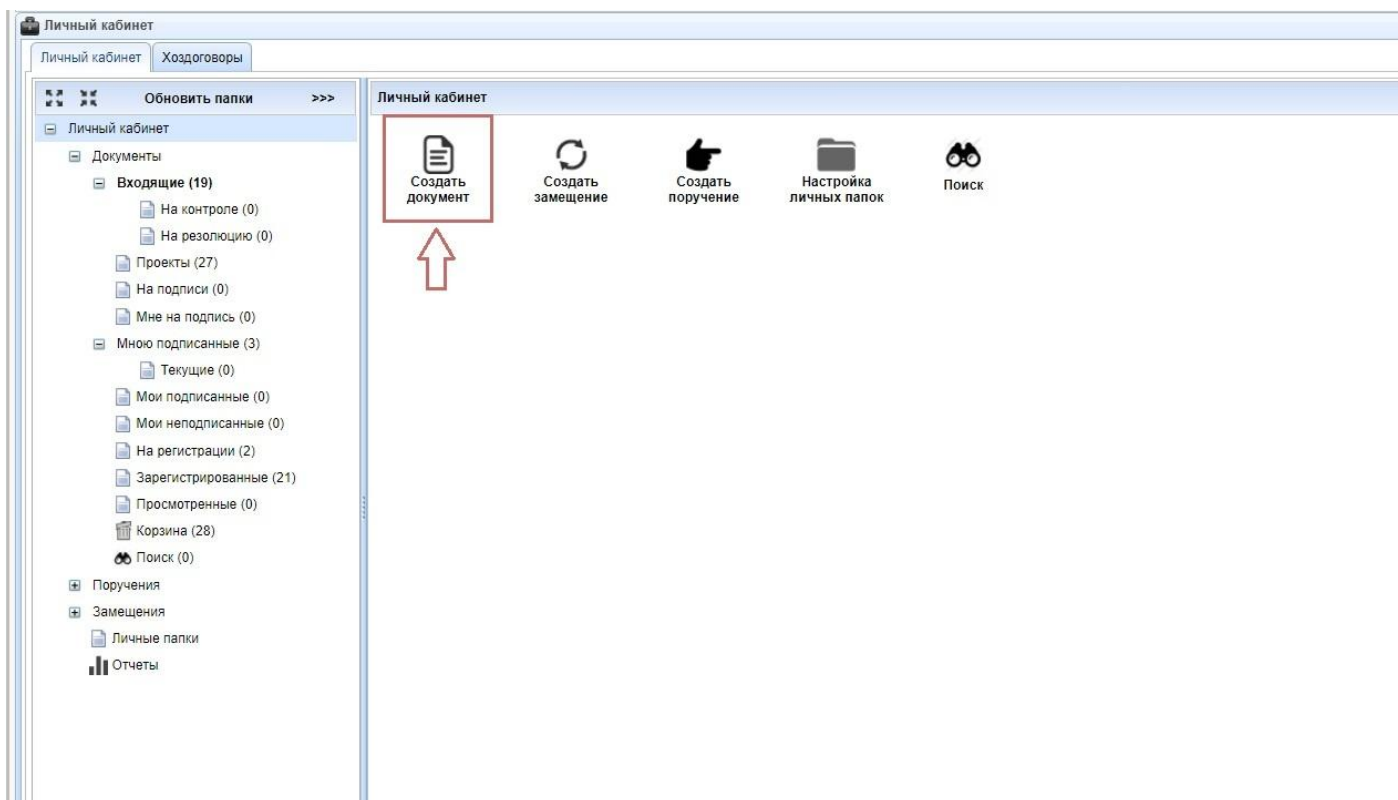 Личный кабинет
Личный кабинет
Хоздоговоры
Обновить папки
>>>
Личный кабинет
Документы
Входящие (19)
На контроле (0)
На резолюцию (0)
Проекты (27)
На подписи (0)
Мне на подпись (0)
Мною подписанные (3)
Текущие (0)
Мои подписанные (0)
Мои неподписанные (0)
На регистрации (2)
Зарегистрированные (21)
Просмотренные (0)
Корзина (28)
Поиск (0)
Поручения
Замещения
Личные папки
Отчеты
Личный кабинет
Создать
документ
Создать
замещение
Создать
поручение
Настройка
личных папок
Поиск